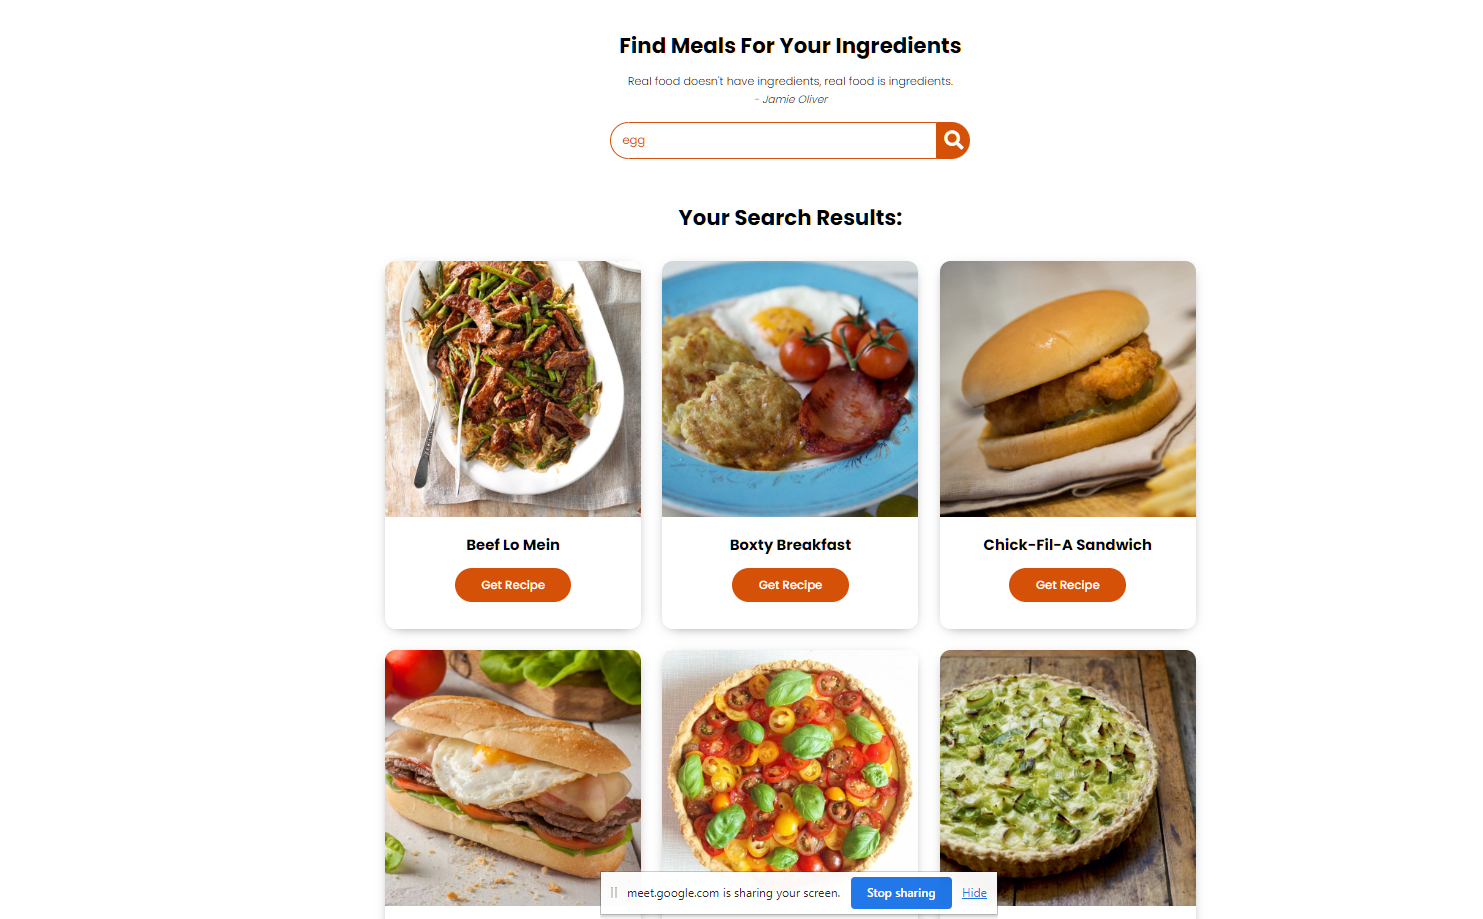 Find Meals For Your Ingredients
Real food doesn't have ingredients, real food is ingredients.
- Jamie Oliver
egg
Your Search Results:
Beef Lo Mein
Boxty Breakfast
Chick-Fil-A Sandwich
Get Recipe
Get Recipe
Get Recipe
meet.google.com is sharing your screen.
Stop sharing
Hide